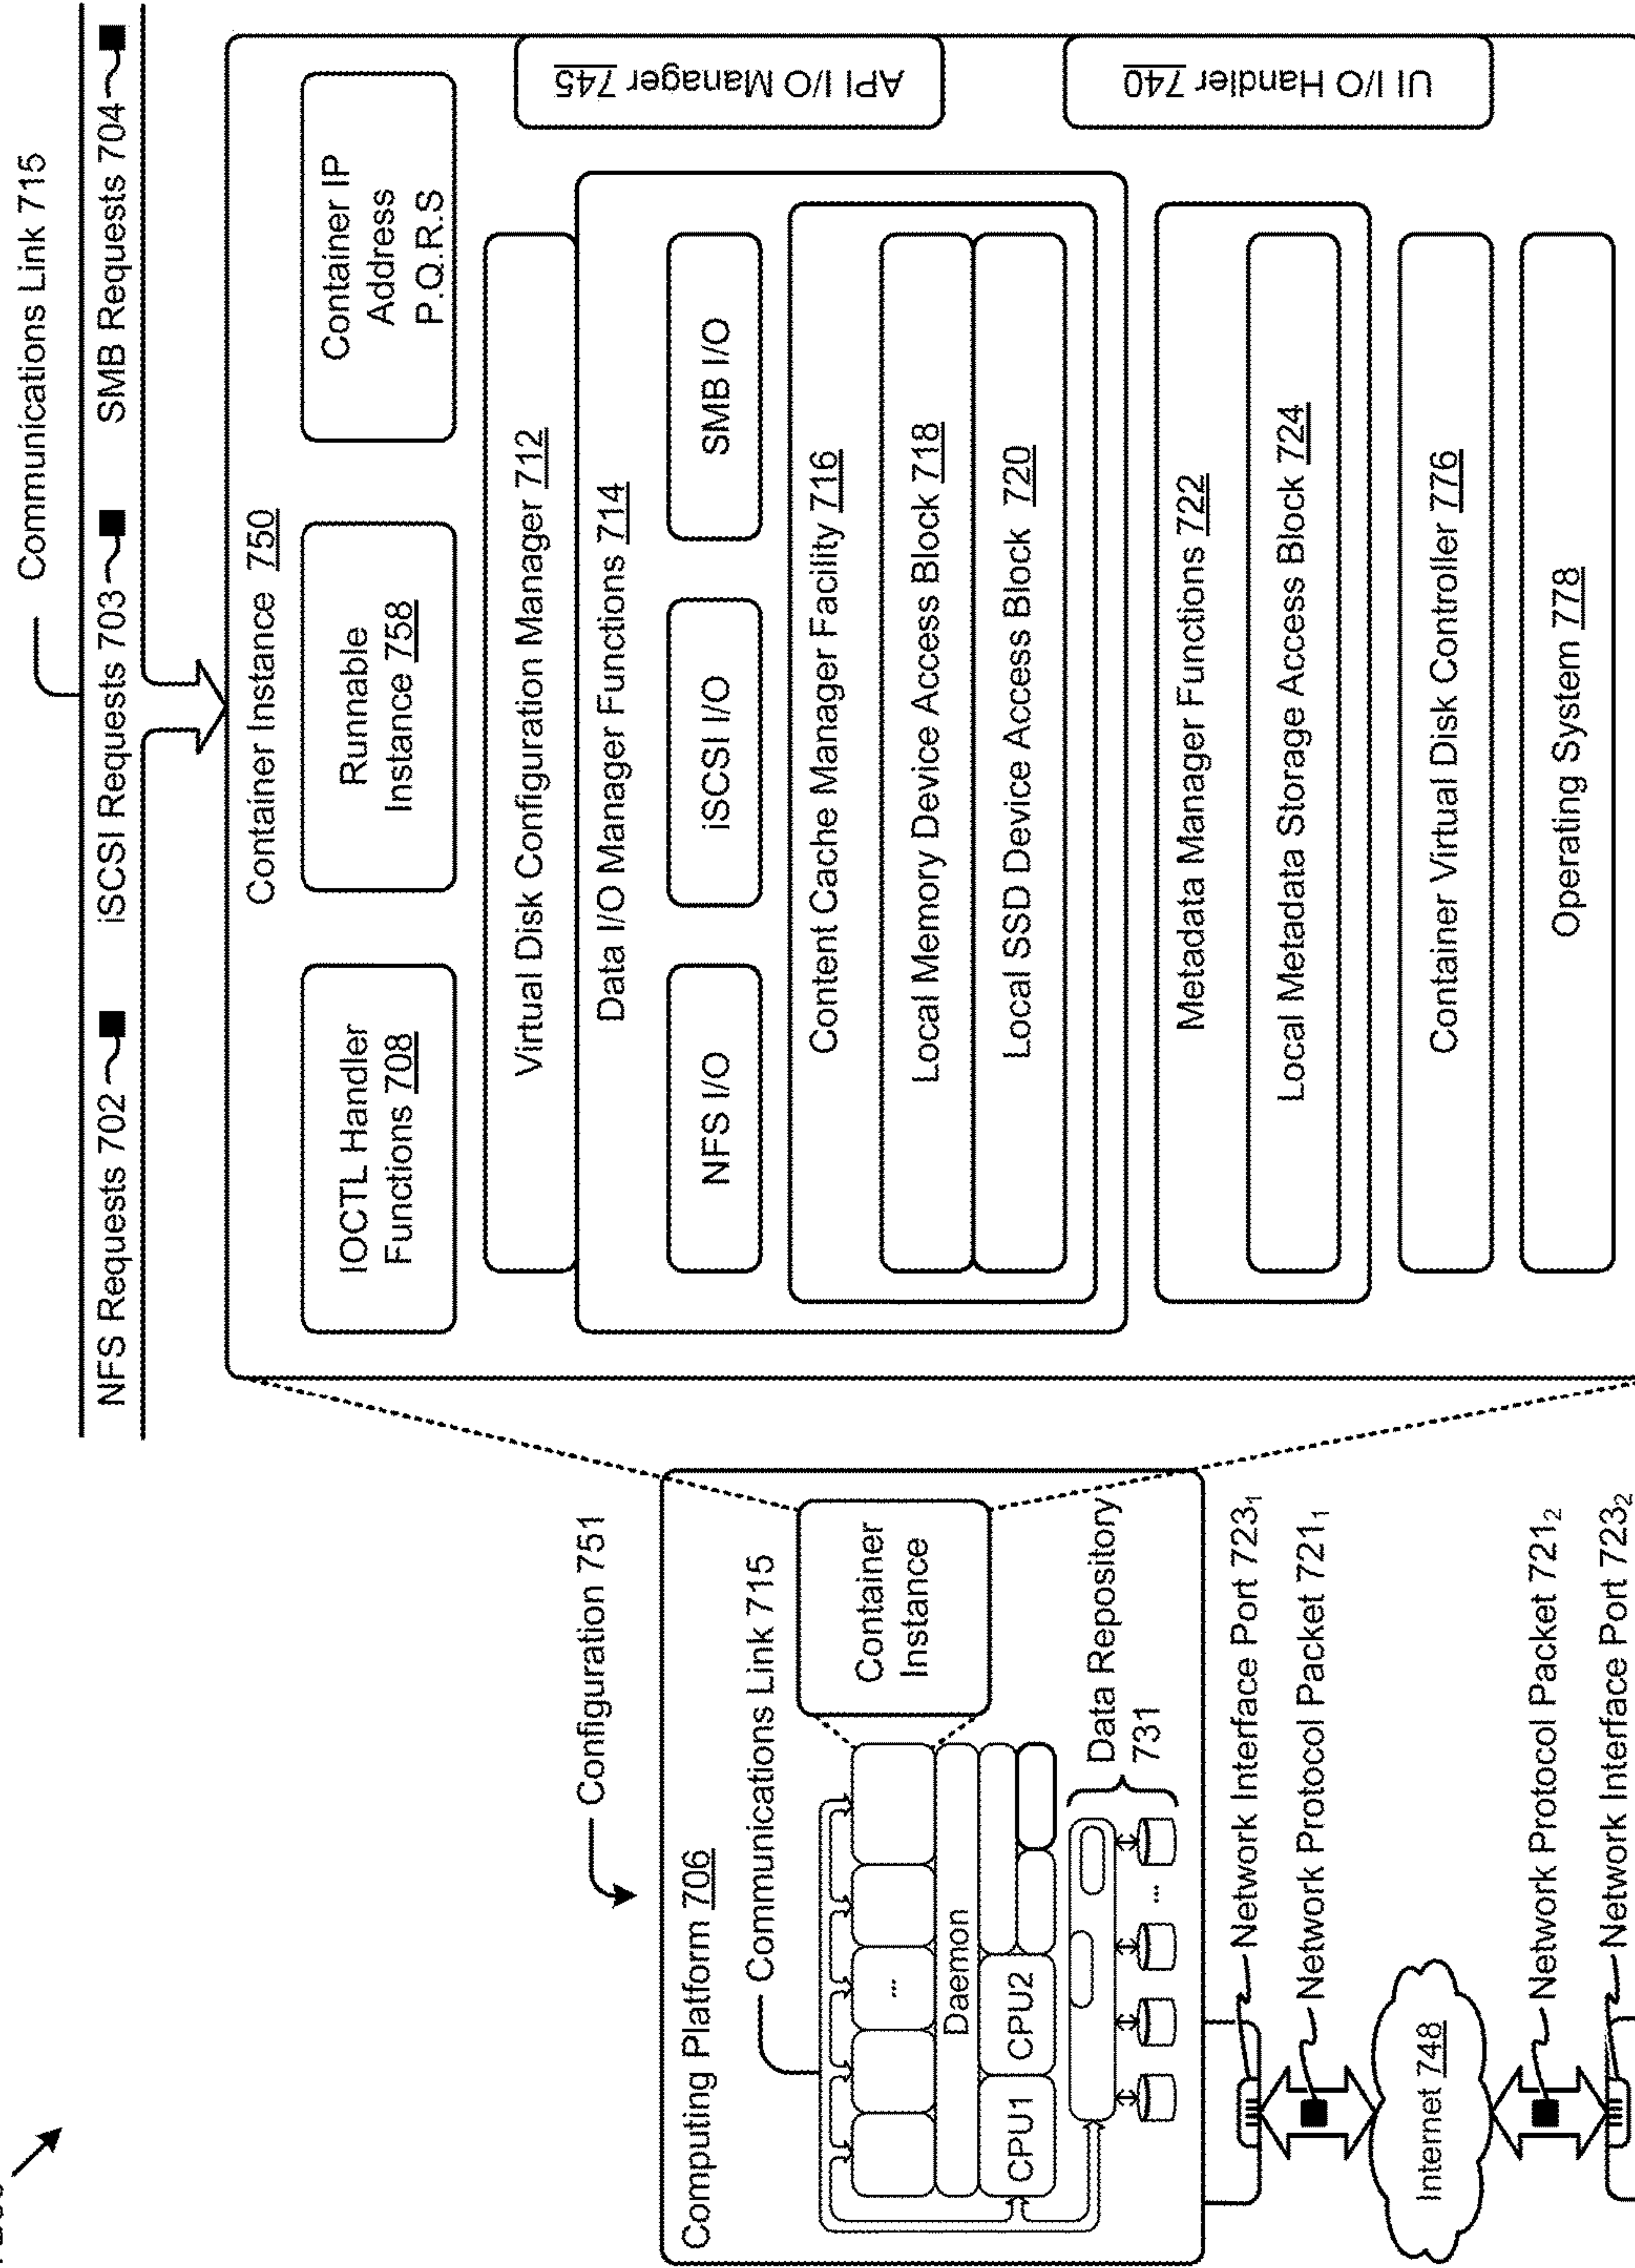 Communications Link 715
NFS Requests 702
iSCSI Requests 703
SMB Requests 704
Configuration 751
Computing Platform 706
Communications Link 715
...
Daemon
CPU1
CPU2
Container
Instance
Data Repository
731
...
Network Interface Port 723₁
Network Protocol Packet 721₁
Internet 748
Network Protocol Packet 721₂
Network Interface Port 723₂
Container Instance 750
IOCTL Handler
Functions 708
Runnable
Instance 758
Container IP
Address
P.Q.R.S
Virtual Disk Configuration Manager 712
Data I/O Manager Functions 714
NFS I/O
iSCSI I/O
SMB I/O
Content Cache Manager Facility 716
Local Memory Device Access Block 718
Local SSD Device Access Block 720
Metadata Manager Functions 722
Local Metadata Storage Access Block 724
Container Virtual Disk Controller 776
Operating System 778
API I/O Manager 745
UI I/O Handler 740